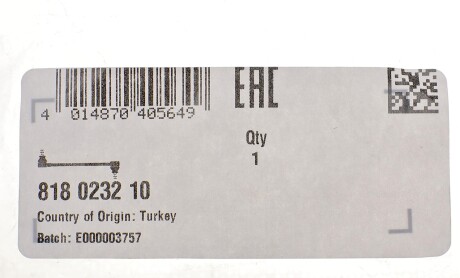 EAC
4 014870 405649
Qty
1
818 0232 10
Country of Origin: Turkey
Batch: E000003757